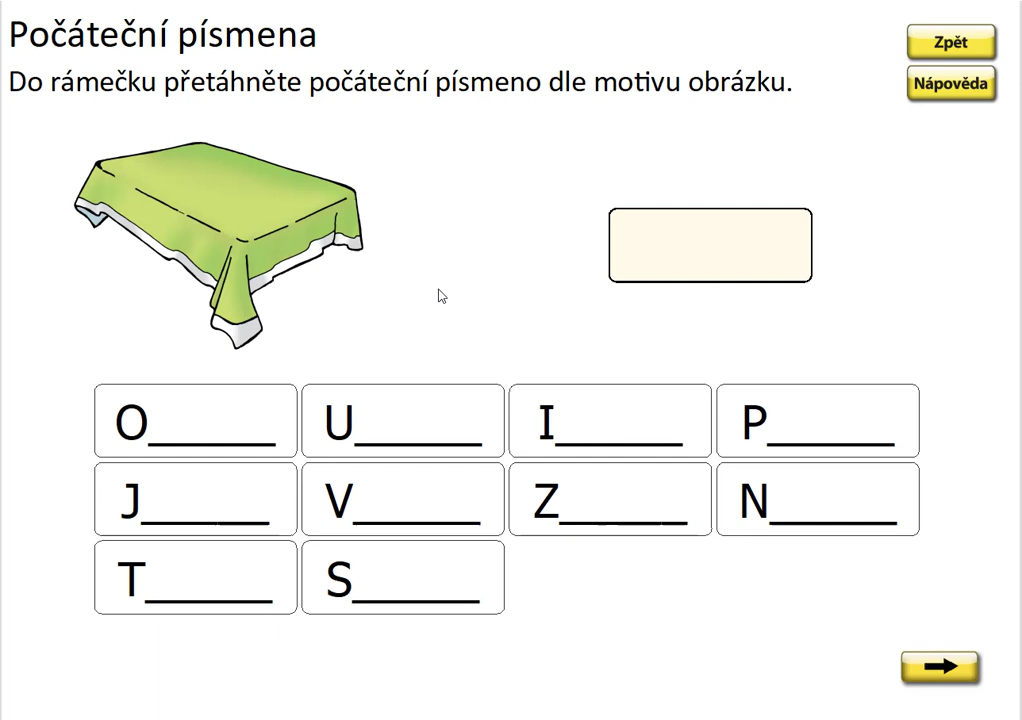 Počáteční písmena
Zpět
Do rámečku přetáhněte počáteční písmeno dle motivu obrázku.
Nápověda
O______ U______ I______ P______
J______ V______ Z______ N______
T______ S______